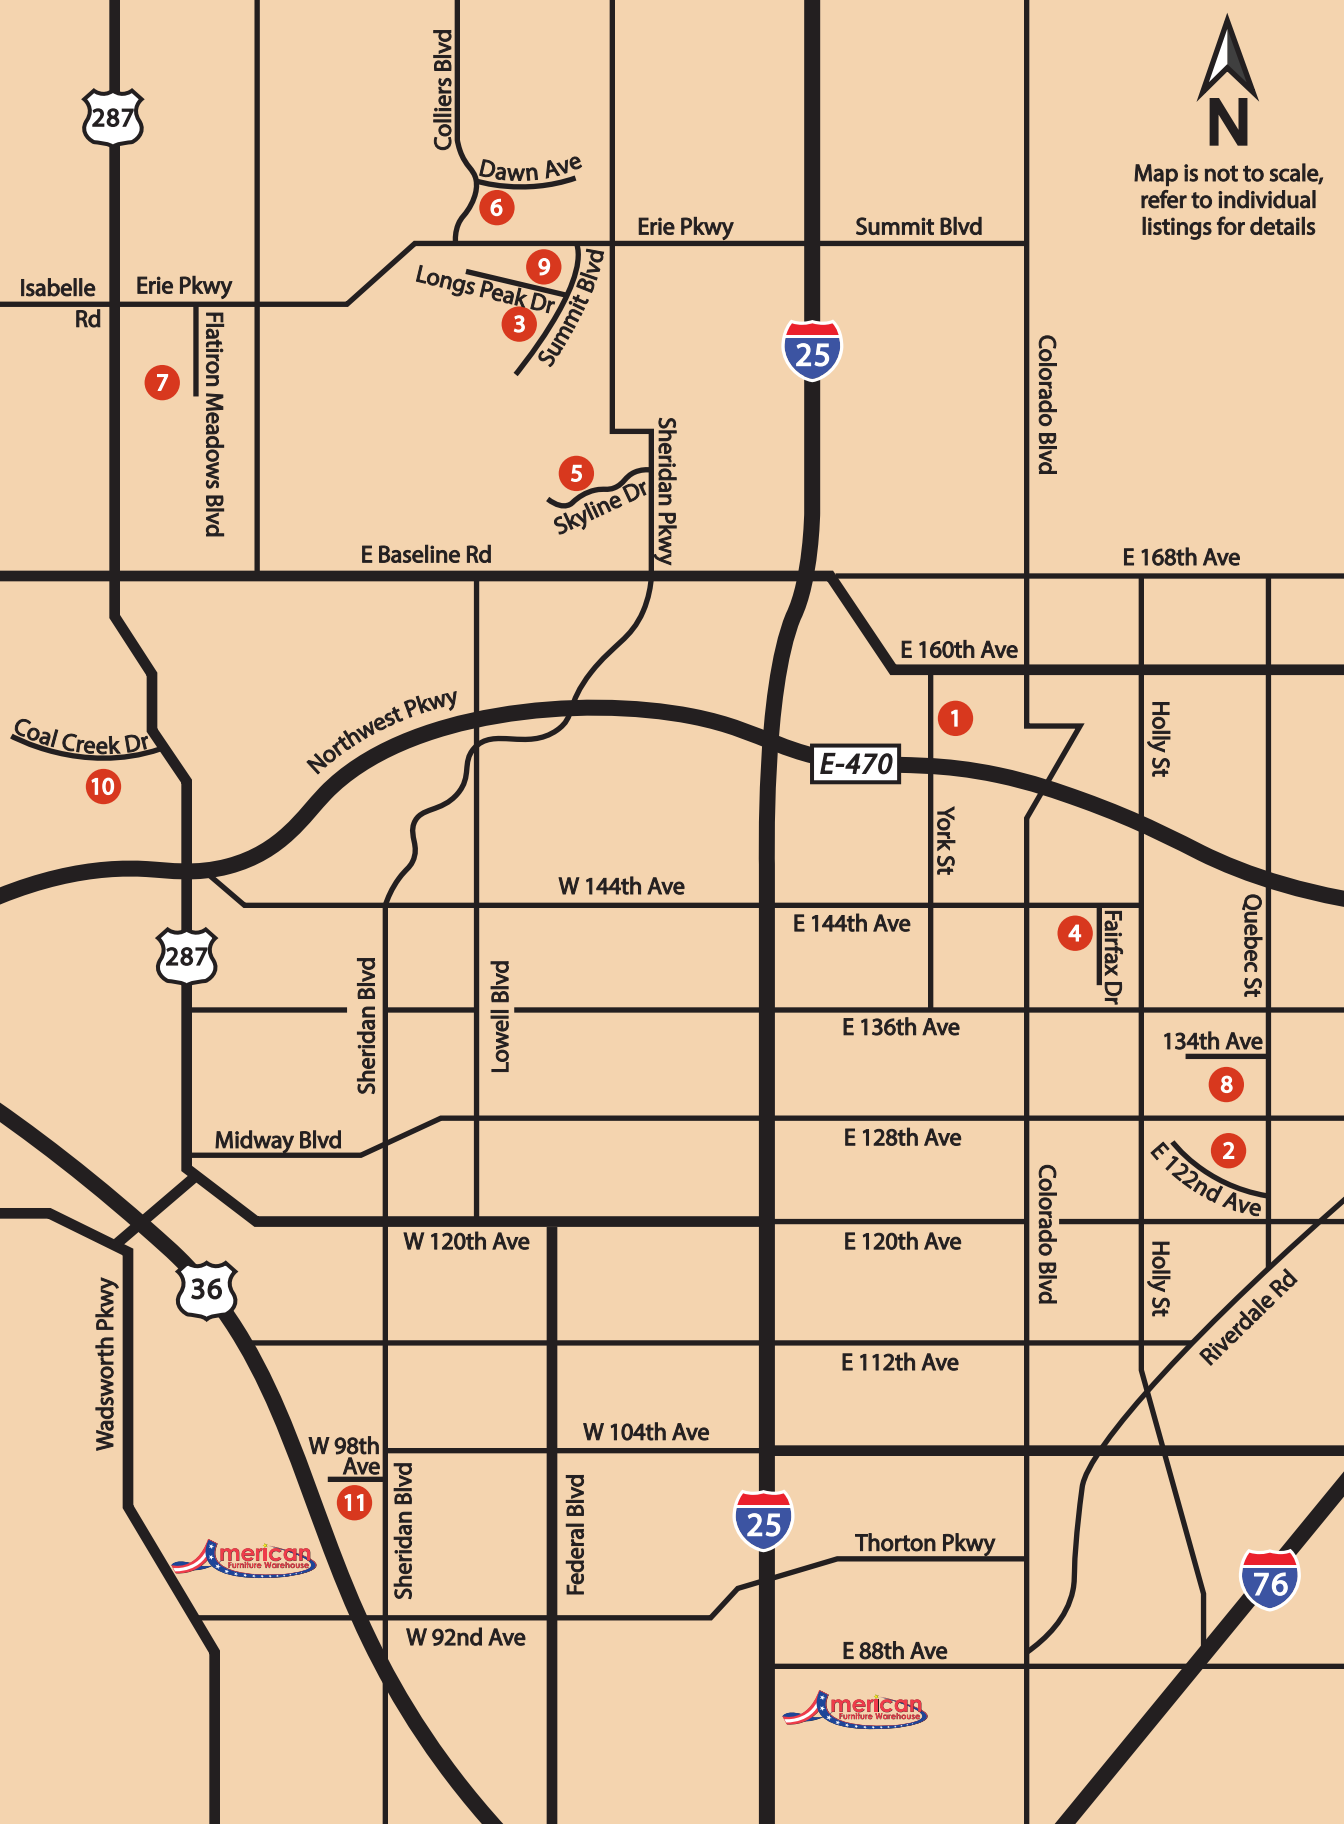 287
Colliers Blvd
Dawn Ave
6
N
Map is not to scale,
refer to individual
listings for details
Erie Pkwy
Summit Blvd
Isabelle
Rd
Erie Pkwy
9
Longs Peak Dr
3
Summit Blvd
25
7
Flatiron Meadows Blvd
Colorado Blvd
5
Skyline Dr
Sheridan Pkwy
E Baseline Rd
E 168th Ave
E 160th Ave
1
Holly St
Northwest Pkwy
Coal Creek Dr
10
E-470
York St
W 144th Ave
E 144th Ave
4
Fairfax Dr
Quebec St
287
Sheridan Blvd
Lowell Blvd
E 136th Ave
134th Ave
8
Midway Blvd
E 128th Ave
2
E 122nd Ave
W 120th Ave
E 120th Ave
Colorado Blvd
Holly St
36
Wadsworth Pkwy
Riverdale Rd
E 112th Ave
W 98th
Ave
11
W 104th Ave
Sheridan Blvd
Federal Blvd
25
Thorton Pkwy
76
American
Furniture Warehouse
W 92nd Ave
E 88th Ave
American
Furniture Warehouse